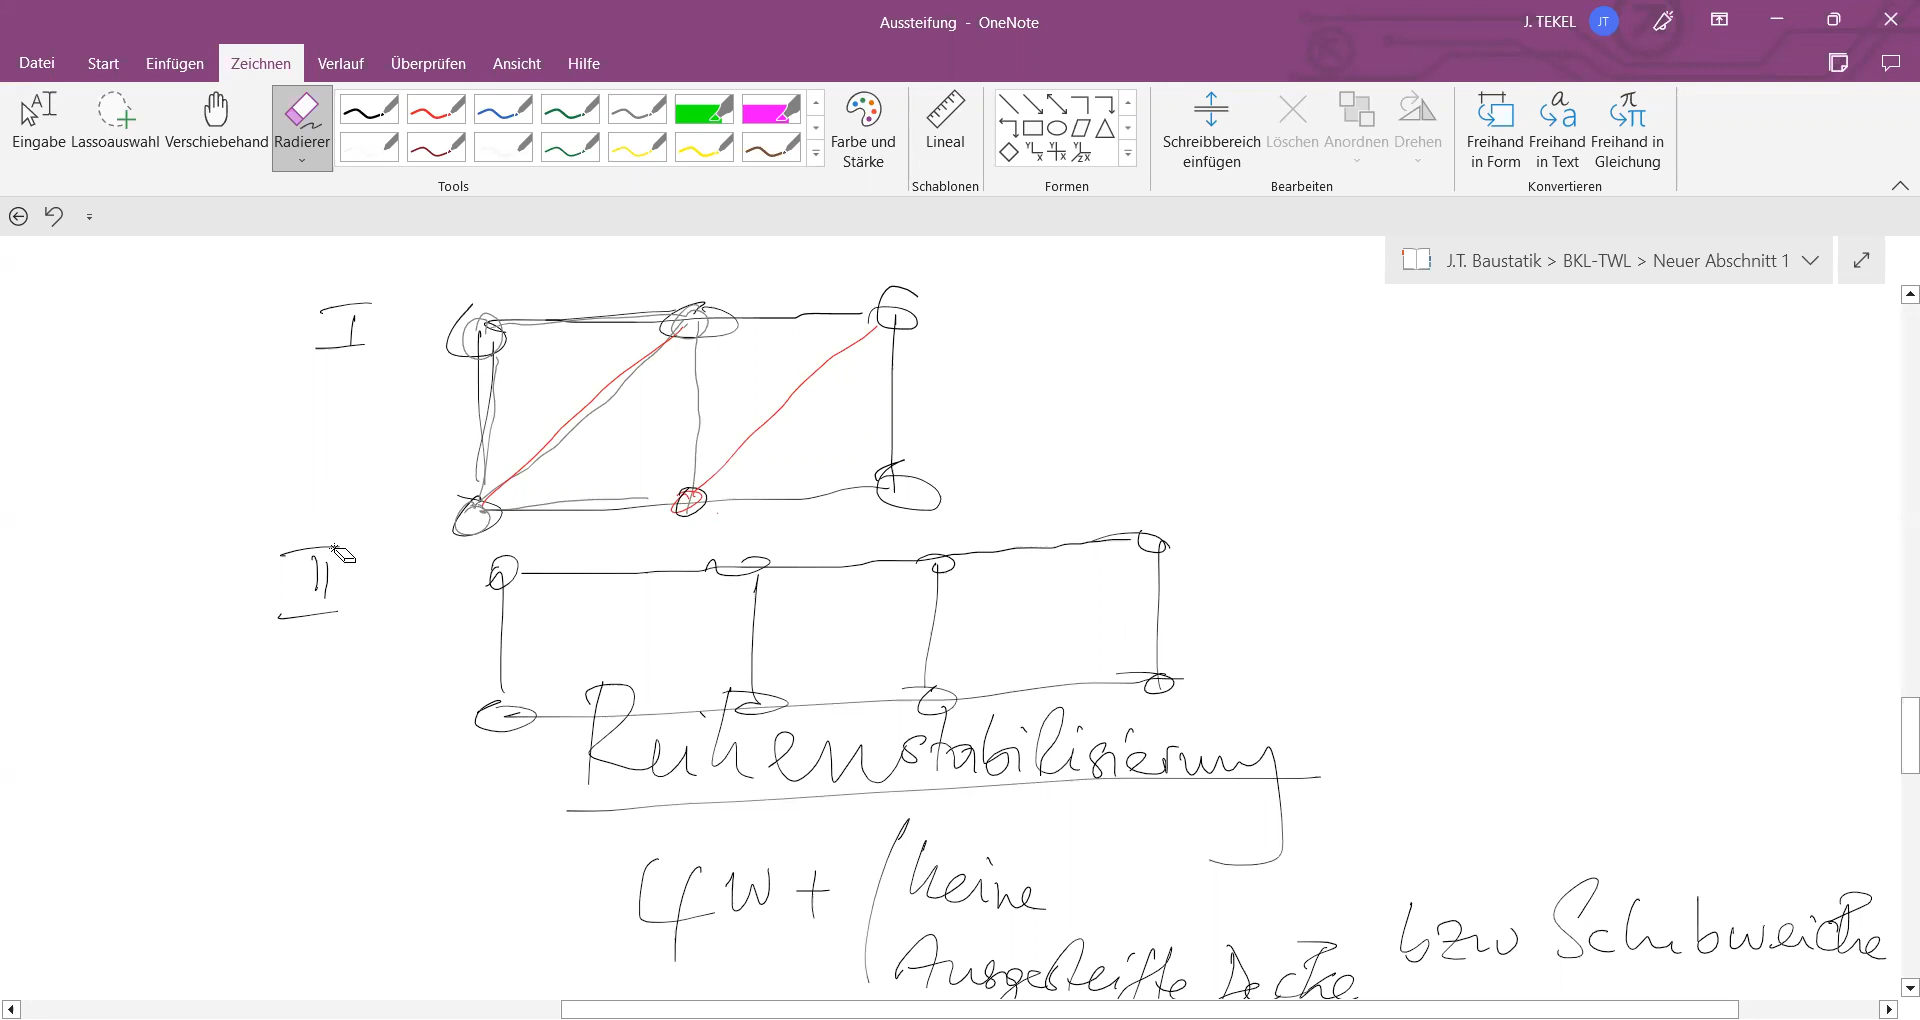 Aussteifung - OneNote
J. TEKEL
JT
Datei Start Einfügen Zeichnen Verlauf Überprüfen Ansicht Hilfe
Eingabe Lassoauswahl Verschiebehand Radierer
Farbe und Stärke
Lineal
Schreibbereich einfügen
Löschen Anordnen Drehen
Freihand in Form
Freihand in Text
Freihand in Gleichung
Tools Schablonen Formen Bearbeiten Konvertieren
J.T. Baustatik > BKL-TWL > Neuer Abschnitt 1
I
II
Reihenstabilisierung
4 W + (keine
Ausgesteifte Decke bzw Schubweiche